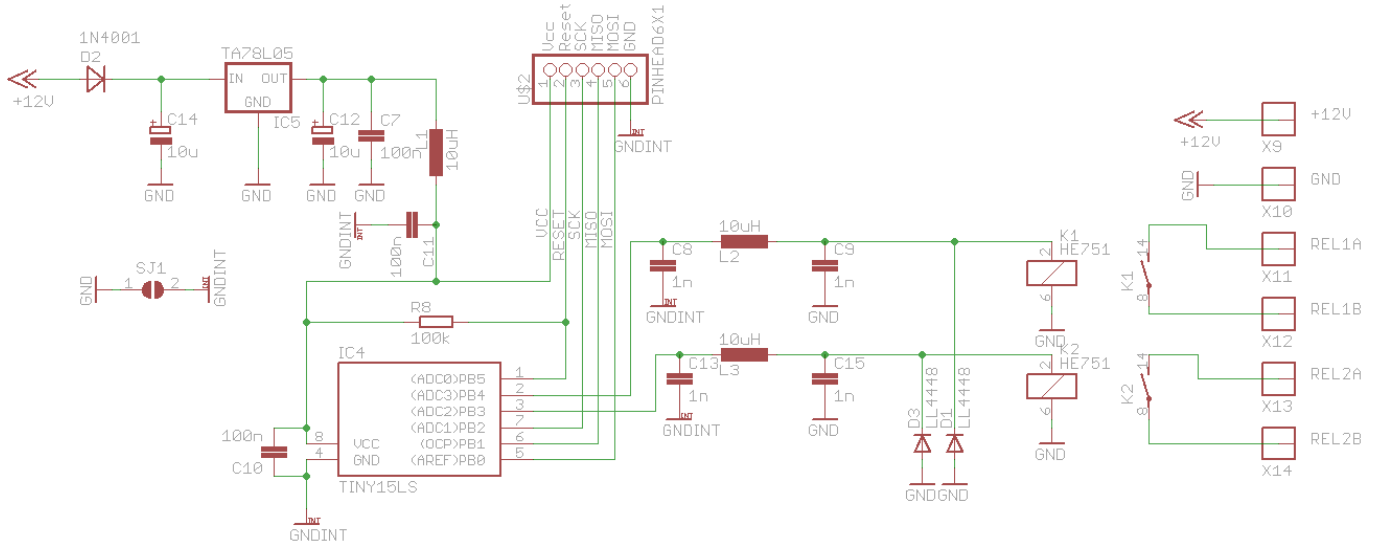 1N4001
D2
+12V
C14
10u
GND
TA78L05
IN OUT
GND
IC5
GND
C12
10u
GND
C7
100n
GND
L1
10uH
GNDINT
INT
100n
C11
Vcc
Reset
SCK
MISO
MOSI
GND
1
2
3
4
5
6
U$2
PINHEAD6X1
INT
GNDINT
VCC
RESET
SCK
MISO
MOSI
GND
SJ1
1 2
INT
GNDINT
R8
100k
IC4
(ADC0)PB5 1
(ADC3)PB4 2
(ADC2)PB3 3
(ADC1)PB2 7
(OCP)PB1 6
(AREF)PB0 5
8 VCC
4 GND
TINY15LS
100n
C10
INT
GNDINT
C8
1n
INT
GNDINT
10uH
L2
C9
1n
GND
C13
1n
INT
GNDINT
10uH
L3
C15
1n
GND
D3
LL4448
GND
D1
LL4448
GND
K1
HE751
2
6
GND
K2
HE751
2
6
GND
+12V
X9
+12V
GND
X10
GND
K1
14
8
X11
REL1A
X12
REL1B
K2
14
8
X13
REL2A
X14
REL2B